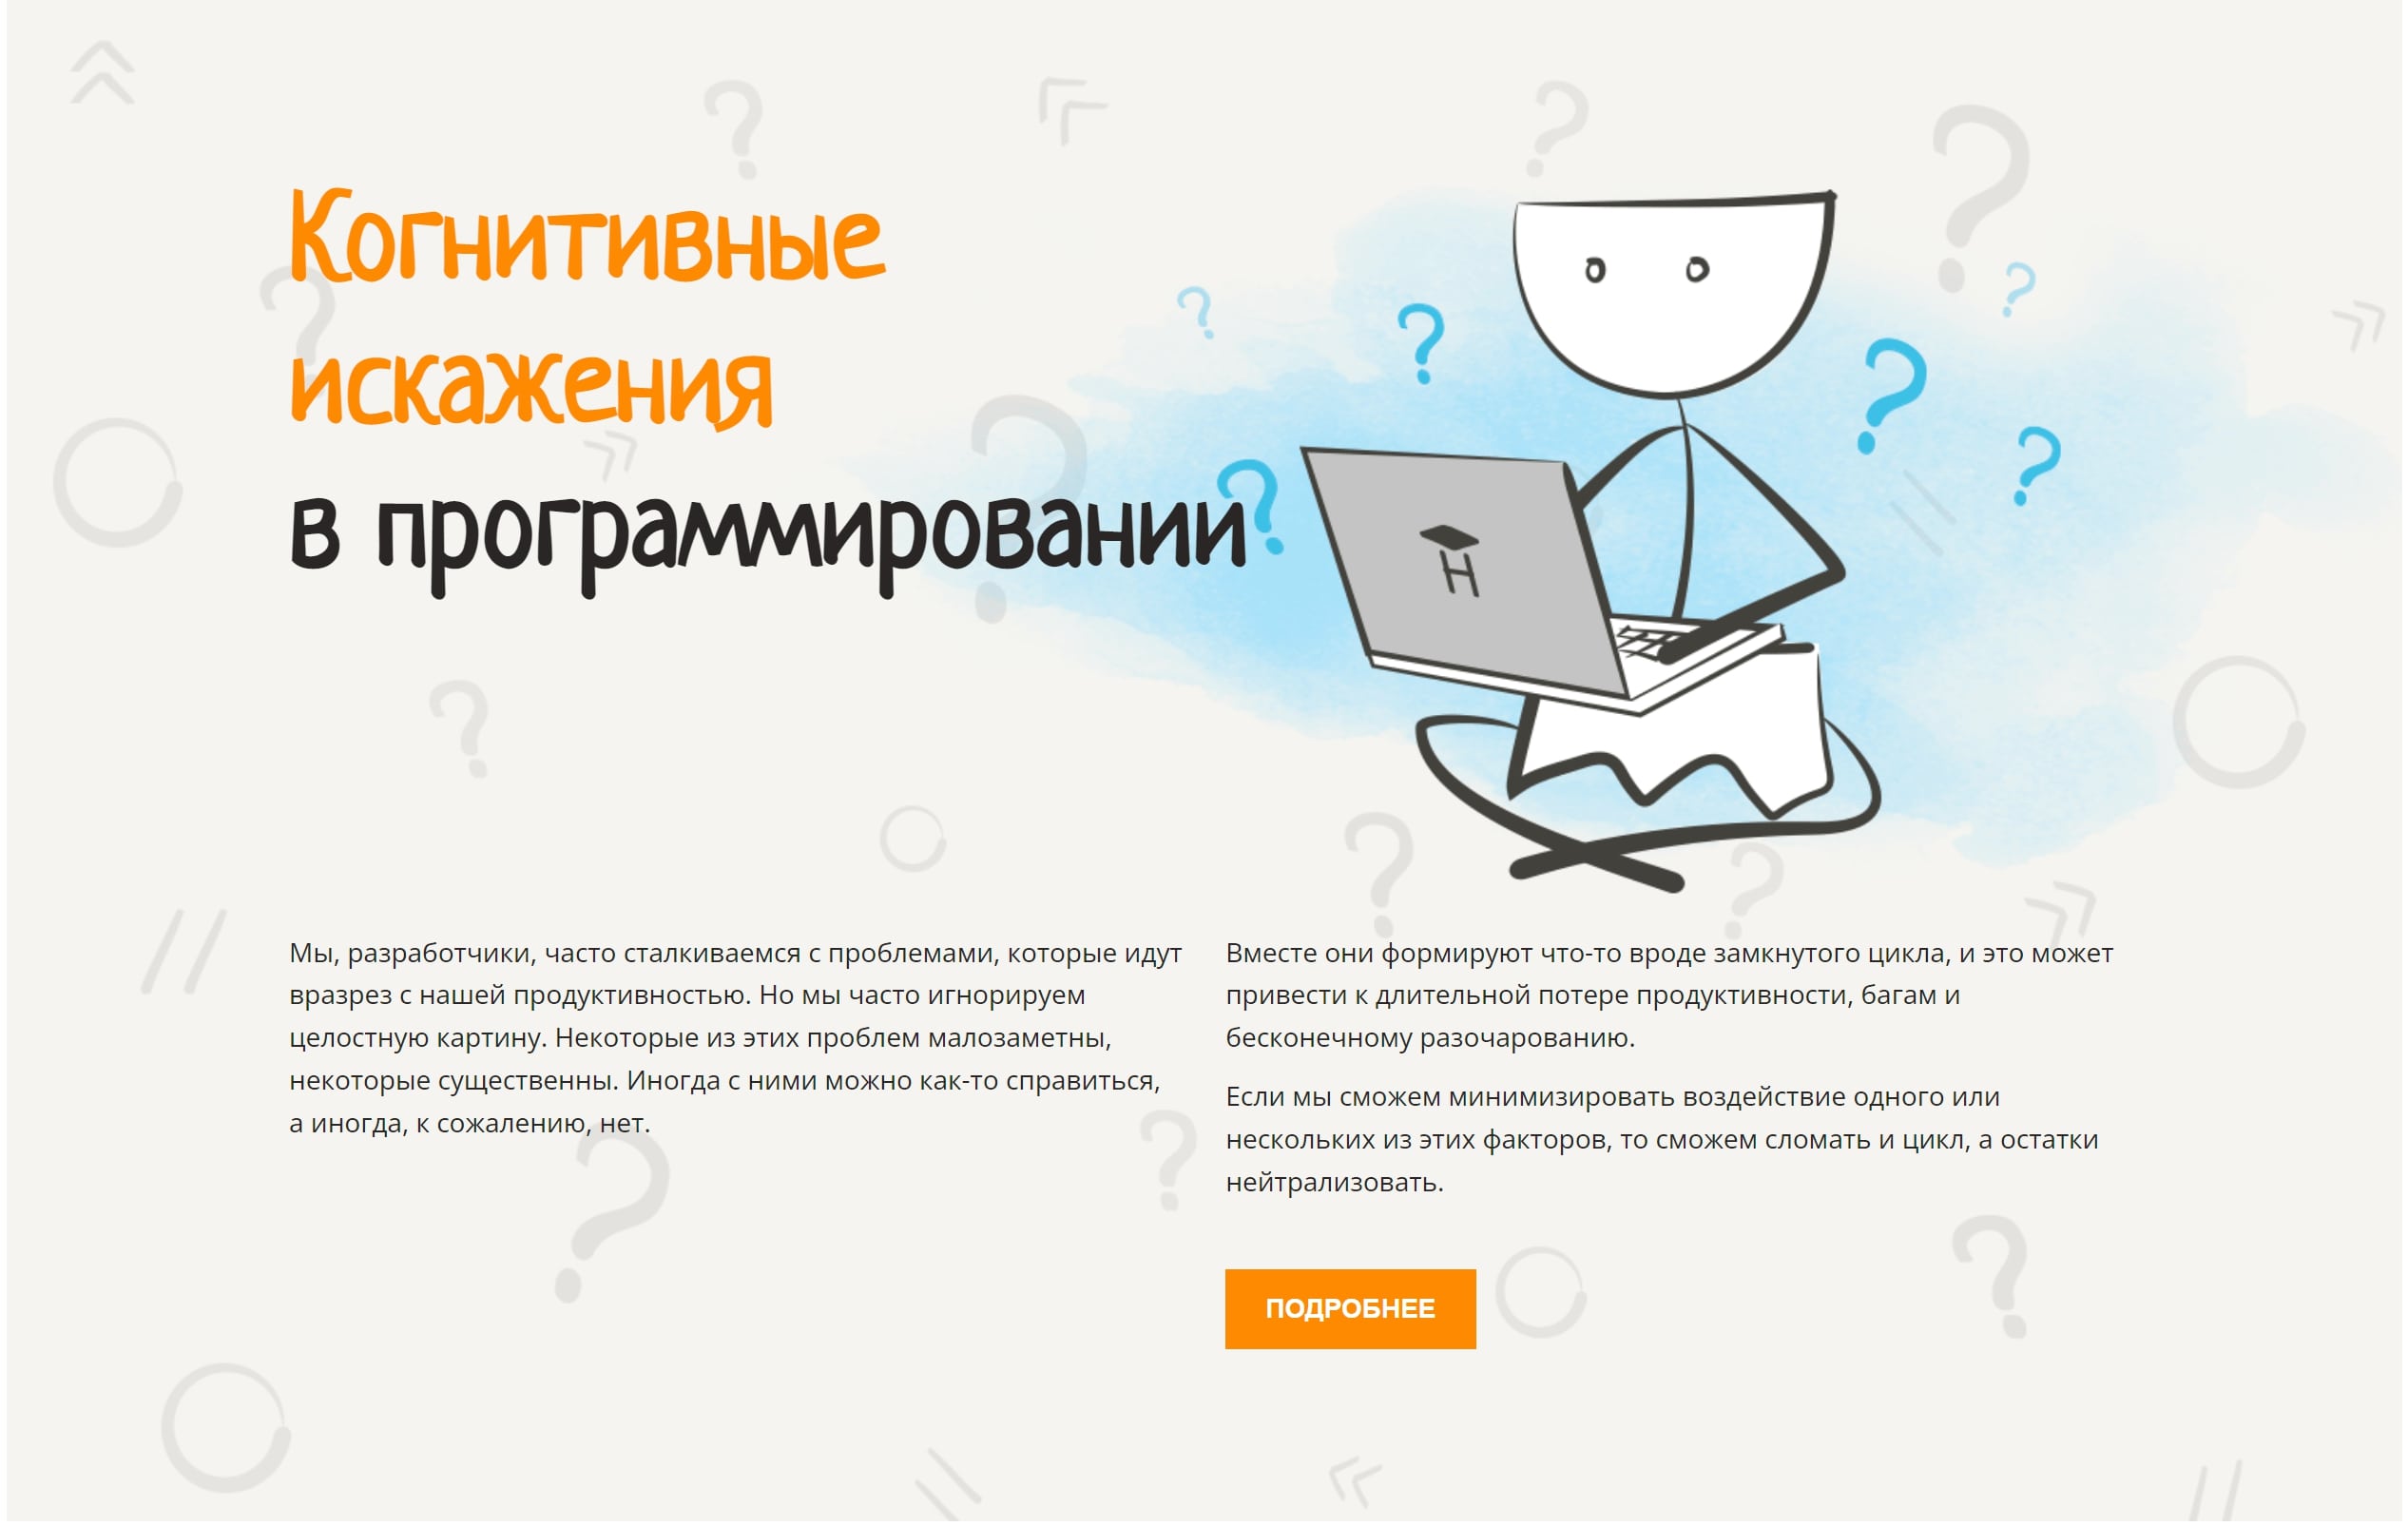 Когнитивные
искажения
в программировании
H
Мы, разработчики, часто сталкиваемся с проблемами, которые идут
вразрез с нашей продуктивностью. Но мы часто игнорируем
целостную картину. Некоторые из этих проблем малозаметны,
некоторые существенны. Иногда с ними можно как-то справиться,
а иногда, к сожалению, нет.
Вместе они формируют что-то вроде замкнутого цикла, и это может
привести к длительной потере продуктивности, багам и
бесконечному разочарованию.
Если мы сможем минимизировать воздействие одного или
нескольких из этих факторов, то сможем сломать и цикл, а остатки
нейтрализовать.
ПОДРОБНЕЕ